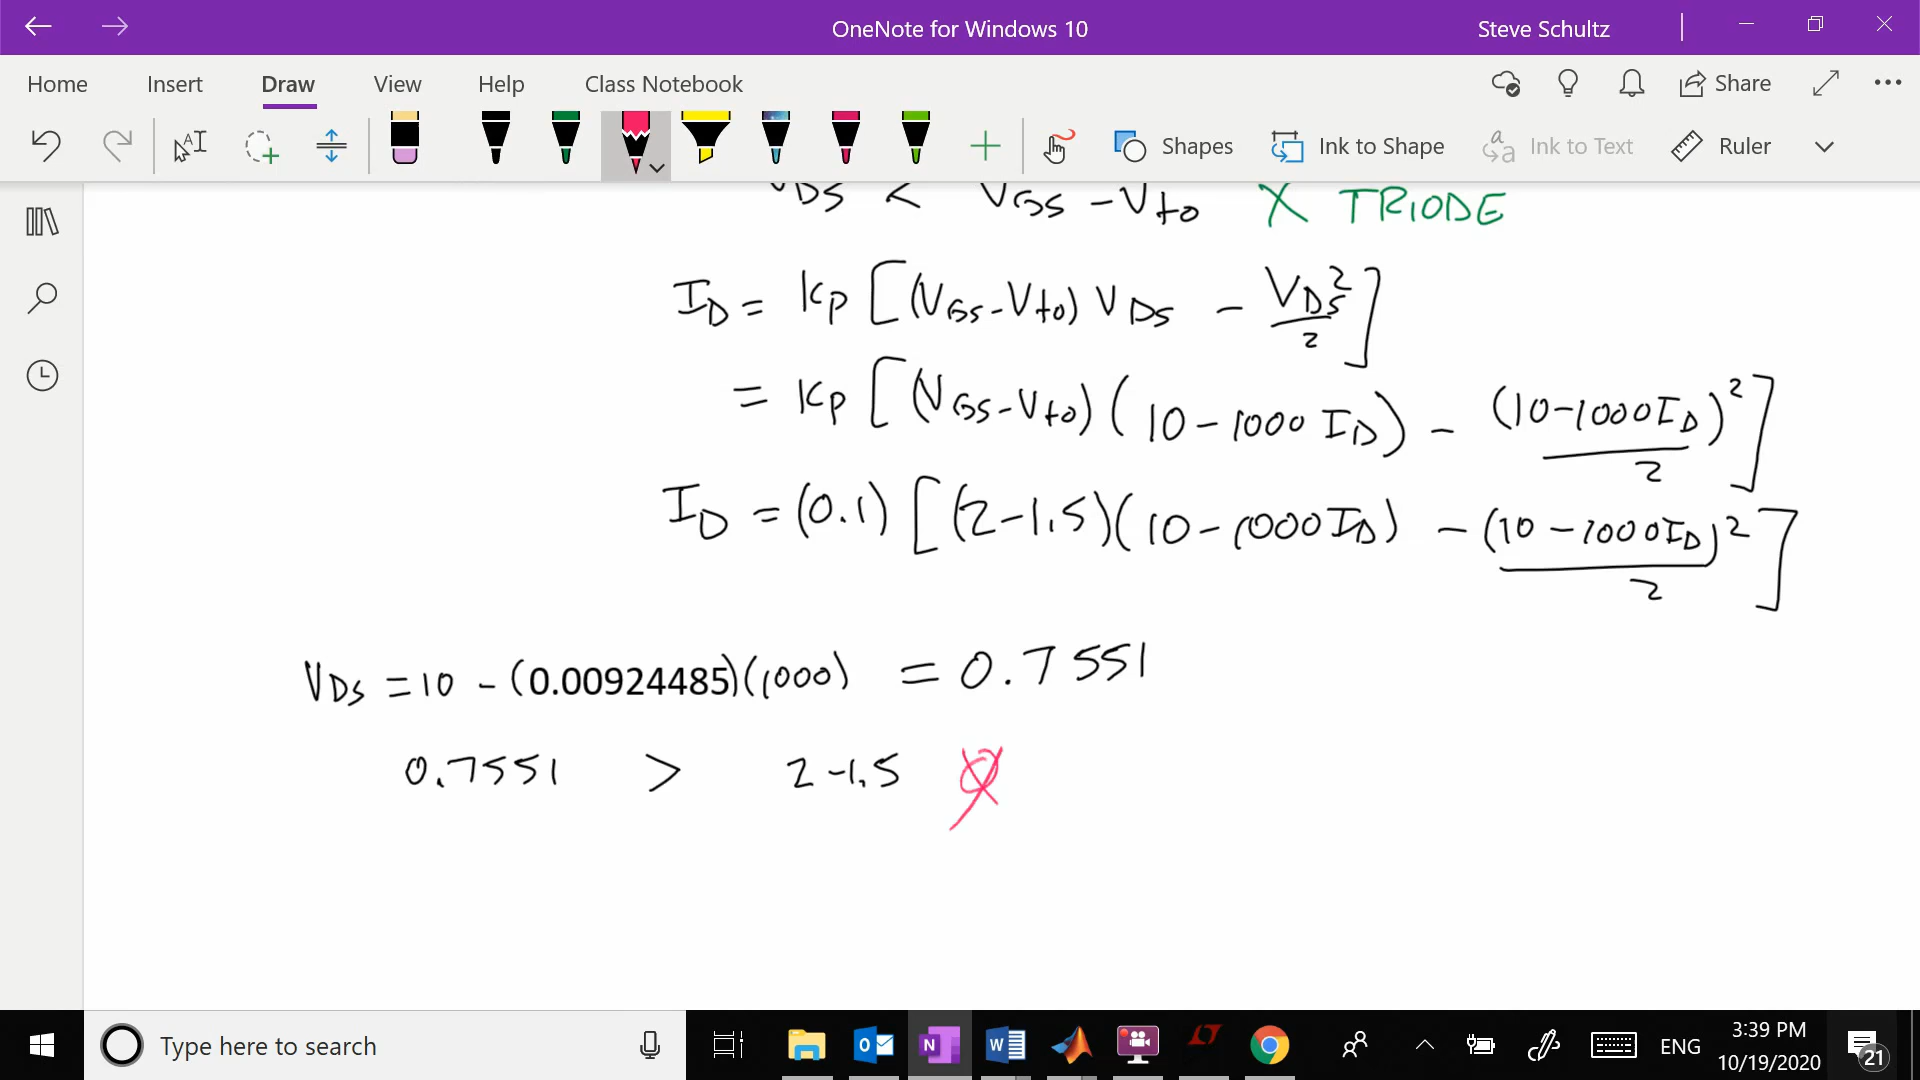 OneNote for Windows 10
Steve Schultz
Home Insert Draw View Help Class Notebook
Share
Shapes Ink to Shape Ink to Text Ruler
VDS < VGS - Vto X TRIODE
ID = Kp [(VGS - Vto) VDS - VDS²/2]
= Kp [(VGS - Vto)(10 - 1000 ID) - (10 - 1000 ID)²/2]
ID = (0.1) [(2 - 1.5)(10 - 1000 ID) - (10 - 1000 ID)²/2]
VDS = 10 - (0.00924485)(1000) = 0.7551
0.7551 > 2 - 1.5
Type here to search
ENG
3:39 PM
10/19/2020
21